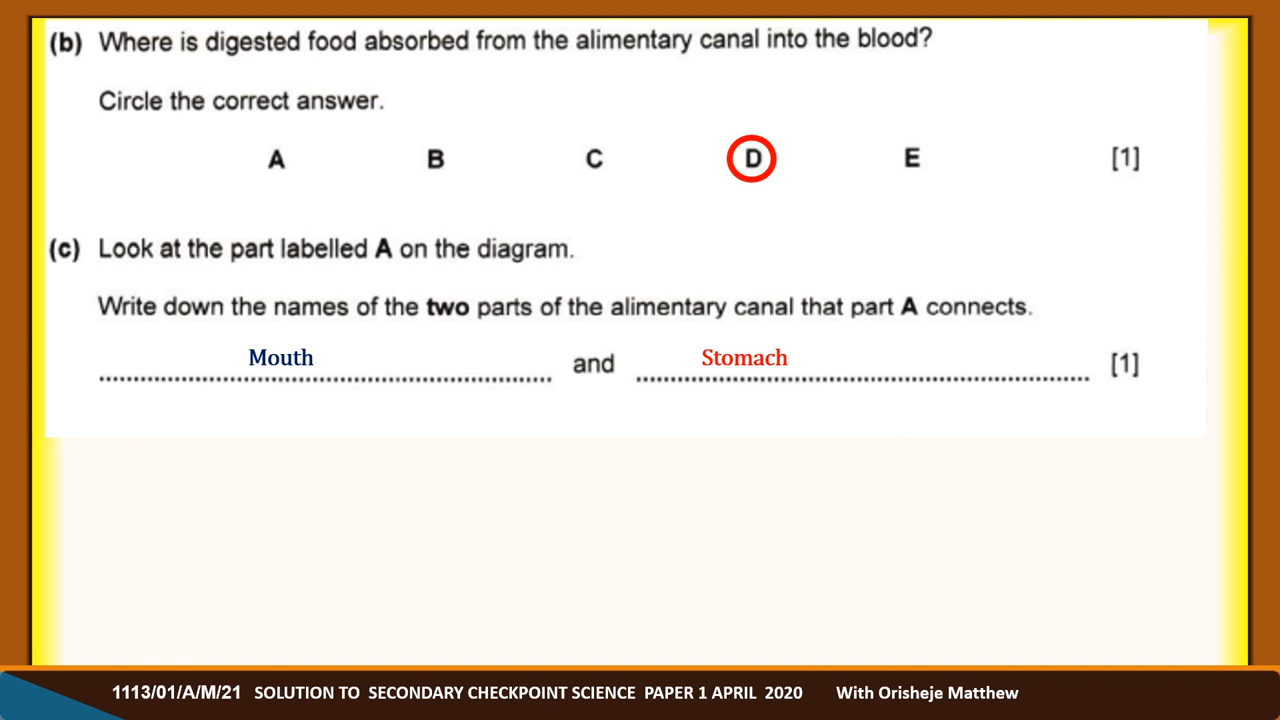 (b) Where is digested food absorbed from the alimentary canal into the blood?
Circle the correct answer.
A B C D E [1]
(c) Look at the part labelled A on the diagram.
Write down the names of the two parts of the alimentary canal that part A connects.
Mouth and Stomach [1]
1113/01/A/M/21 SOLUTION TO SECONDARY CHECKPOINT SCIENCE PAPER 1 APRIL 2020 With Orisheje Matthew